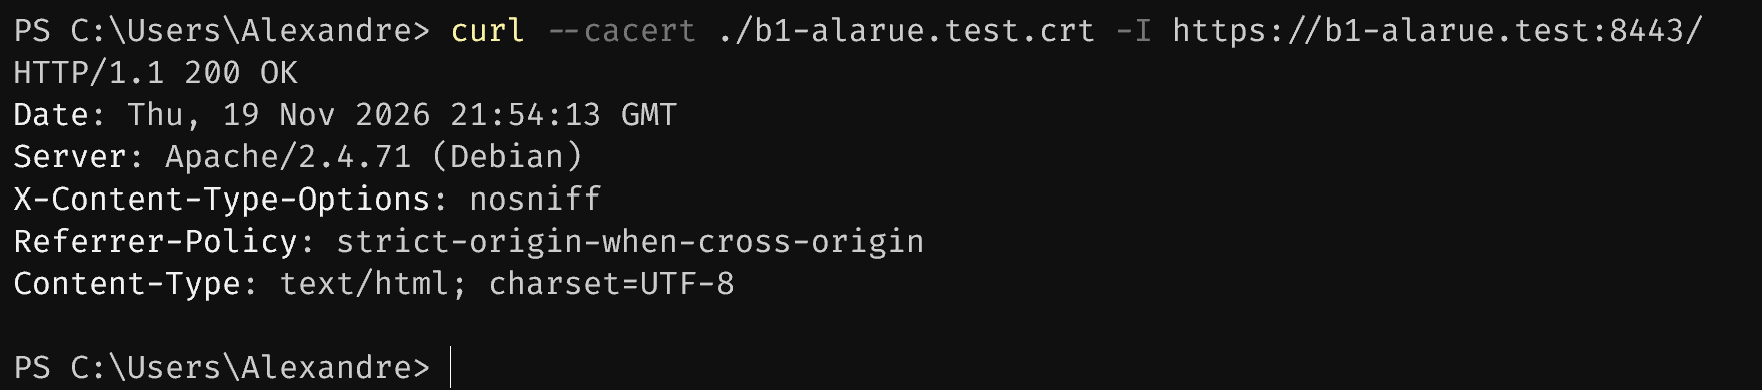 PS C:\Users\Alexandre> curl --cacert ./b1-alarue.test.crt -I https://b1-alarue.test:8443/
HTTP/1.1 200 OK
Date: Thu, 19 Nov 2026 21:54:13 GMT
Server: Apache/2.4.71 (Debian)
X-Content-Type-Options: nosniff
Referrer-Policy: strict-origin-when-cross-origin
Content-Type: text/html; charset=UTF-8
PS C:\Users\Alexandre>